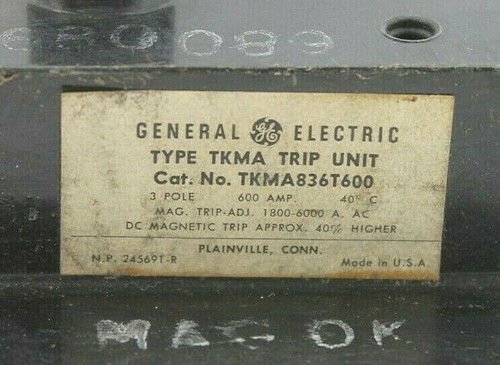 GENERAL GE ELECTRIC
TYPE TKMA TRIP UNIT
Cat. No. TKMA836T600
3 POLE 600 AMP. 40° C
MAG. TRIP-ADJ. 1800-6000 A. AC
DC MAGNETIC TRIP APPROX. 40% HIGHER
PLAINVILLE, CONN.
N.P. 245691-R Made in U.S.A.
MAG OK